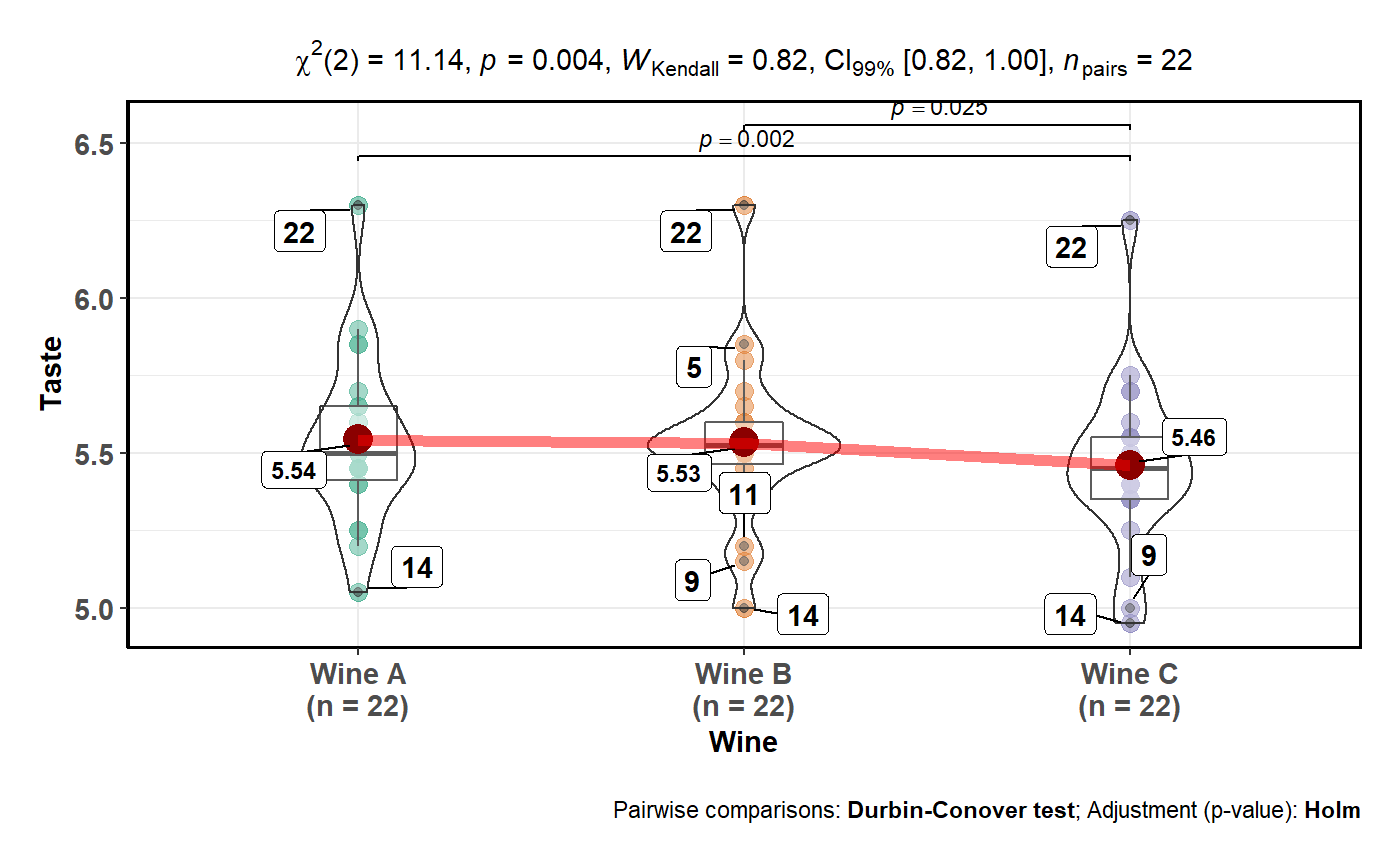 χ²(2) = 11.14, p = 0.004, W Kendall = 0.82, CI99% [0.82, 1.00], n pairs = 22
p = 0.025
6.5
p = 0.002
22
22
22
6.0
5
Taste
5.46
5.5
5.54
5.53
11
9
14
9
5.0
14
14
Wine A
(n = 22)
Wine B
(n = 22)
Wine C
(n = 22)
Wine
Pairwise comparisons: Durbin-Conover test; Adjustment (p-value): Holm